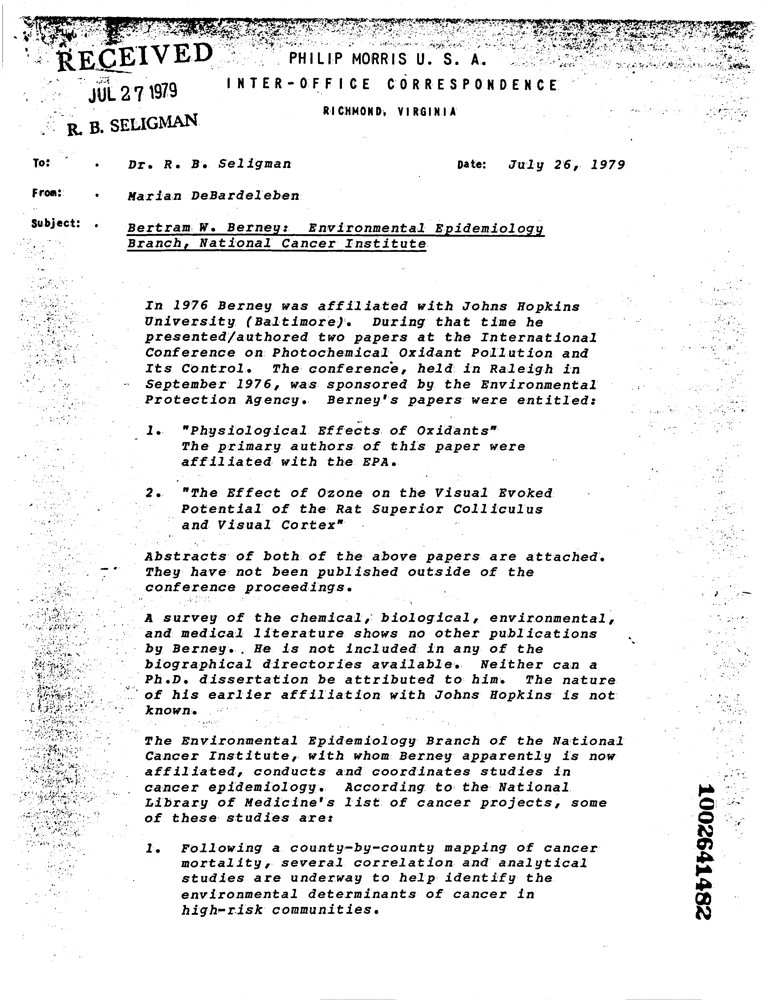 RECEIVED
JUL 27 1979
R. B. SELIGMAN
PHILIP MORRIS U. S. A.
INTER-OFFICE CORRESPONDENCE
RICHMOND, VIRGINIA
To: . Dr. R. B. Seligman Date: July 26, 1979
From: . Marian DeBardeleben
Subject: . Bertram W. Berney: Environmental Epidemiology
Branch, National Cancer Institute
In 1976 Berney was affiliated with Johns Hopkins
University (Baltimore). During that time he
presented/authored two papers at the International
Conference on Photochemical Oxidant Pollution and
Its Control. The conference, held in Raleigh in
September 1976, was sponsored by the Environmental
Protection Agency. Berney's papers were entitled:
1. "Physiological Effects of Oxidants"
The primary authors of this paper were
affiliated with the EPA.
2. "The Effect of Ozone on the Visual Evoked
Potential of the Rat Superior Colliculus
and Visual Cortex"
Abstracts of both of the above papers are attached.
They have not been published outside of the
conference proceedings.
A survey of the chemical, biological, environmental,
and medical literature shows no other publications
by Berney. He is not included in any of the
biographical directories available. Neither can a
Ph.D. dissertation be attributed to him. The nature
of his earlier affiliation with Johns Hopkins is not
known.
The Environmental Epidemiology Branch of the National
Cancer Institute, with whom Berney apparently is now
affiliated, conducts and coordinates studies in
cancer epidemiology. According to the National
Library of Medicine's list of cancer projects, some
of these studies are:
1. Following a county-by-county mapping of cancer
mortality, several correlation and analytical
studies are underway to help identify the
environmental determinants of cancer in
high-risk communities.
1002641482